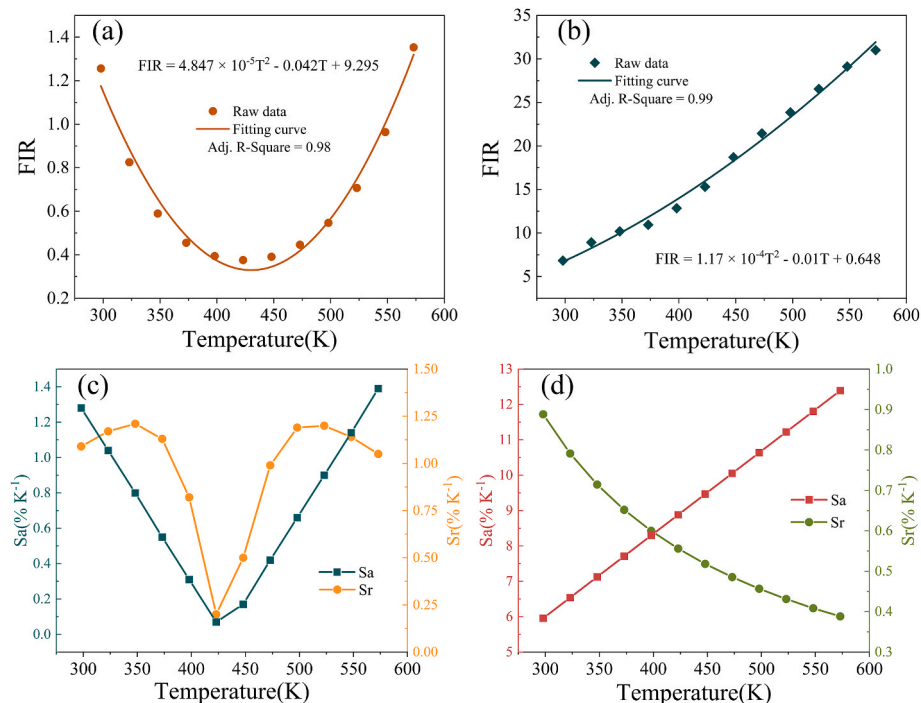 (a)
FIR = 4.847 × 10⁻⁵T² - 0.042T + 9.295
Raw data
Fitting curve
Adj. R-Square = 0.98
FIR
1.4
1.2
1.0
0.8
0.6
0.4
0.2
300 350 400 450 500 550 600
Temperature(K)
(b)
Raw data
Fitting curve
Adj. R-Square = 0.99
FIR = 1.17 × 10⁻⁴T² - 0.01T + 0.648
FIR
35
30
25
20
15
10
5
300 350 400 450 500 550 600
Temperature(K)
(c)
Sa(% K⁻¹)
1.4
1.2
1.0
0.8
0.6
0.4
0.2
0.0
Sa
Sr
1.50
1.25
1.00
0.75
0.50
0.25
0.00
Sr(% K⁻¹)
300 350 400 450 500 550 600
Temperature(K)
(d)
Sa(% K⁻¹)
13
12
11
10
9
8
7
6
5
Sa
Sr
1.0
0.9
0.8
0.7
0.6
0.5
0.4
0.3
Sr(% K⁻¹)
300 350 400 450 500 550 600
Temperature(K)